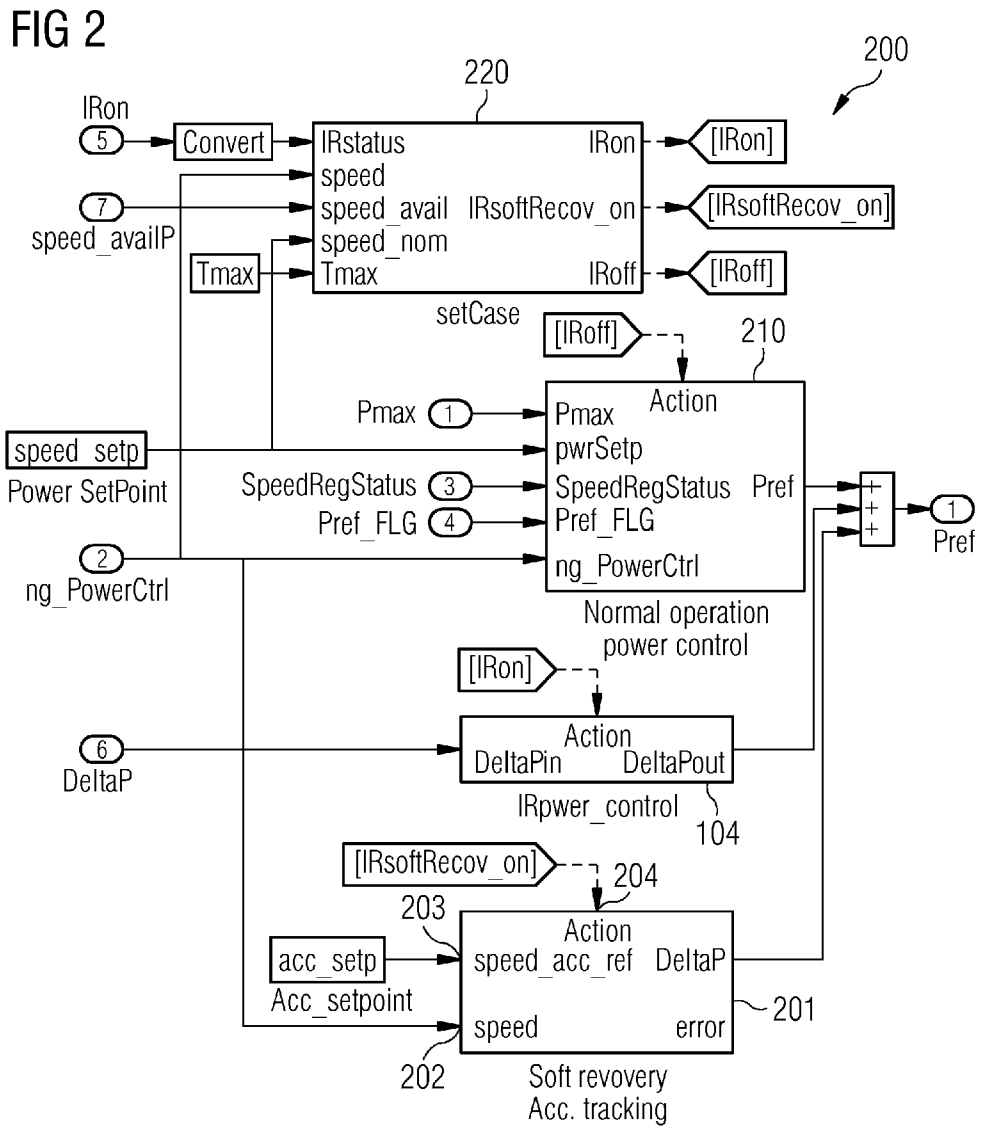 FIG 2
200
220
IRon
5
Convert
IRstatus
IRon
[IRon]
speed
7
speed_avail
IRsoftRecov_on
[IRsoftRecov_on]
speed_availP
speed_nom
Tmax
Tmax
IRoff
[IRoff]
setCase
[IRoff]
210
Action
Pmax
1
Pmax
speed_setp
pwrSetp
Power SetPoint
SpeedRegStatus
3
SpeedRegStatus
Pref
+
Pref_FLG
4
Pref_FLG
+
+
1
Pref
2
ng_PowerCtrl
ng_PowerCtrl
Normal operation
power control
[IRon]
Action
6
DeltaP
DeltaPin
DeltaPout
IRpwer_control
104
[IRsoftRecov_on]
204
203
Action
acc_setp
speed_acc_ref
DeltaP
Acc_setpoint
201
speed
error
202
Soft revovery
Acc. tracking